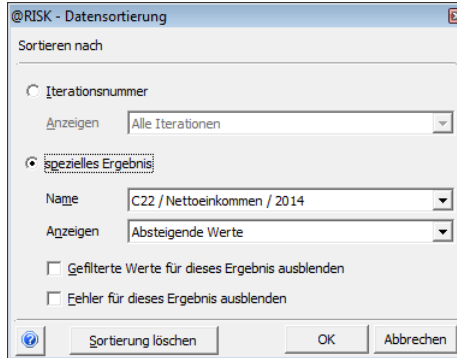 @RISK - Datensortierung
Sortieren nach
Iterationsnummer
Anzeigen Alle Iterationen
spezielles Ergebnis
Name C22 / Nettoeinkommen / 2014
Anzeigen Absteigende Werte
Gefilterte Werte für dieses Ergebnis ausblenden
Fehler für dieses Ergebnis ausblenden
Sortierung löschen OK Abbrechen